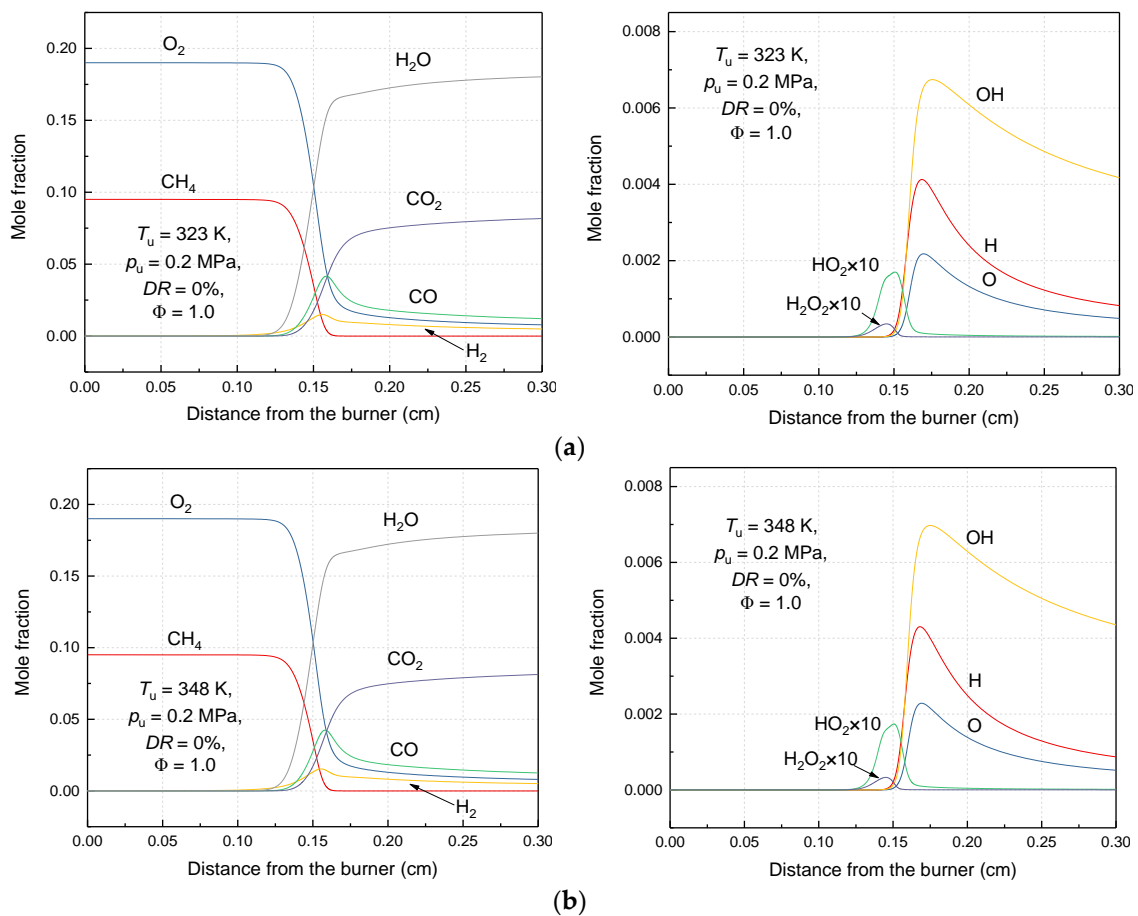 0.20
0.15
0.10
0.05
0.00
Mole fraction
O₂
H₂O
CH₄
CO₂
CO
H₂
Tᵤ = 323 K,
pᵤ = 0.2 MPa,
DR = 0%,
Φ = 1.0
0.00 0.05 0.10 0.15 0.20 0.25 0.30
Distance from the burner (cm)
0.008
0.006
0.004
0.002
0.000
Mole fraction
Tᵤ = 323 K,
pᵤ = 0.2 MPa,
DR = 0%,
Φ = 1.0
OH
H
O
HO₂×10
H₂O₂×10
0.00 0.05 0.10 0.15 0.20 0.25 0.30
Distance from the burner (cm)
(a)
0.20
0.15
0.10
0.05
0.00
Mole fraction
O₂
H₂O
CH₄
CO₂
CO
H₂
Tᵤ = 348 K,
pᵤ = 0.2 MPa,
DR = 0%,
Φ = 1.0
0.00 0.05 0.10 0.15 0.20 0.25 0.30
Distance from the burner (cm)
0.008
0.006
0.004
0.002
0.000
Mole fraction
Tᵤ = 348 K,
pᵤ = 0.2 MPa,
DR = 0%,
Φ = 1.0
OH
H
O
HO₂×10
H₂O₂×10
0.00 0.05 0.10 0.15 0.20 0.25 0.30
Distance from the burner (cm)
(b)